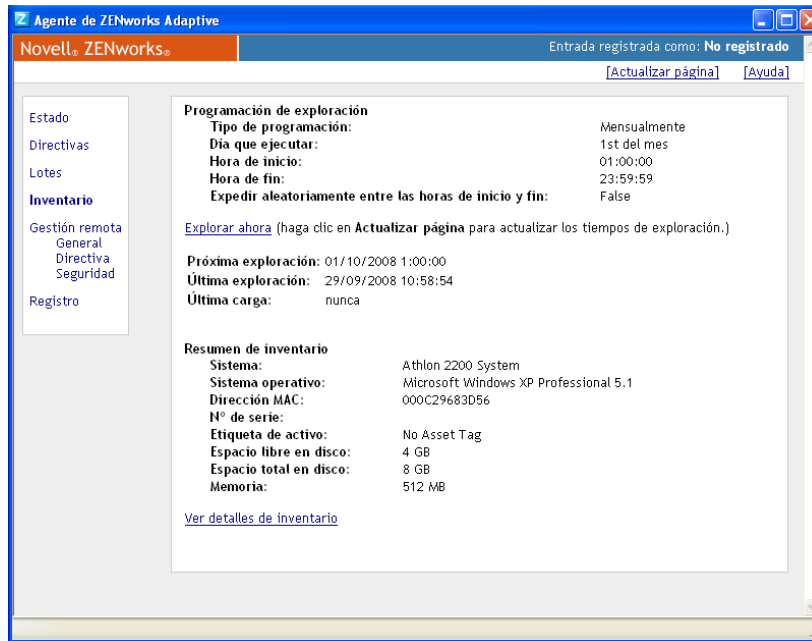 Agente de ZENworks Adaptive
Novell® ZENworks®
Entrada registrada como: No registrado
[Actualizar página] [Ayuda]
Estado
Directivas
Lotes
Inventario
Gestión remota
General
Directiva
Seguridad
Registro
Programación de exploración
Tipo de programación: Mensualmente
Día que ejecutar: 1st del mes
Hora de inicio: 01:00:00
Hora de fin: 23:59:59
Expedir aleatoriamente entre las horas de inicio y fin: False
Explorar ahora (haga clic en Actualizar página para actualizar los tiempos de exploración.)
Próxima exploración: 01/10/2008 1:00:00
Última exploración: 29/09/2008 10:58:54
Última carga: nunca
Resumen de inventario
Sistema: Athlon 2200 System
Sistema operativo: Microsoft Windows XP Professional 5.1
Dirección MAC: 000C29683D56
Nº de serie:
Etiqueta de activo: No Asset Tag
Espacio libre en disco: 4 GB
Espacio total en disco: 8 GB
Memoria: 512 MB
Ver detalles de inventario